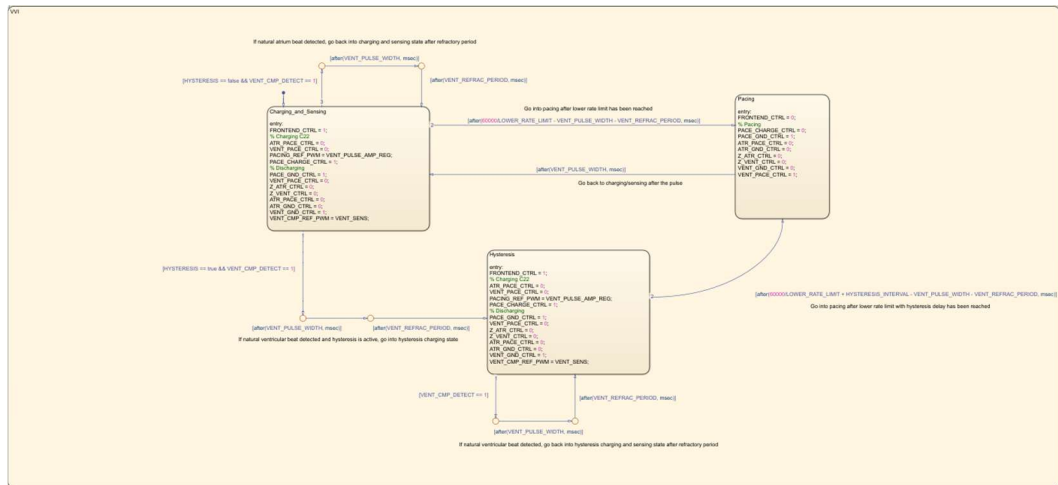 VVI
If natural atrium beat detected, go back into charging and sensing state after refractory period
[after(VENT_PULSE_WIDTH, msec)]
[HYSTERESIS == false && VENT_CMP_DETECT == 1]
[after(VENT_REFRAC_PERIOD, msec)]
Charging_and_Sensing
entry:
FRONTEND_CTRL = 1;
% Charging C22
ATR_PACE_CTRL = 0;
VENT_PACE_CTRL = 0;
PACING_REF_PWM = VENT_PULSE_AMP_REG;
PACE_CHARGE_CTRL = 1;
% Discharging
PACE_GND_CTRL = 1;
VENT_PACE_CTRL = 0;
Z_ATR_CTRL = 0;
Z_VENT_CTRL = 0;
ATR_PACE_CTRL = 0;
ATR_GND_CTRL = 0;
VENT_GND_CTRL = 1;
VENT_CMP_REF_PWM = VENT_SENS;
2
Go into pacing after lower rate limit has been reached
[after(60000/LOWER_RATE_LIMIT - VENT_PULSE_WIDTH - VENT_REFRAC_PERIOD, msec)]
[after(VENT_PULSE_WIDTH, msec)]
Go back to charging/sensing after the pulse
Pacing
entry:
FRONTEND_CTRL = 0;
% Pacing
PACE_CHARGE_CTRL = 0;
PACE_GND_CTRL = 1;
ATR_PACE_CTRL = 0;
ATR_GND_CTRL = 0;
Z_ATR_CTRL = 0;
Z_VENT_CTRL = 0;
VENT_GND_CTRL = 0;
VENT_PACE_CTRL = 1;
[HYSTERESIS == true && VENT_CMP_DETECT == 1]
[after(VENT_PULSE_WIDTH, msec)]
[after(VENT_REFRAC_PERIOD, msec)]
If natural ventricular beat detected and hysteresis is active, go into hysteresis charging state
Hysteresis
entry:
FRONTEND_CTRL = 1;
% Charging C22
ATR_PACE_CTRL = 0;
VENT_PACE_CTRL = 0;
PACING_REF_PWM = VENT_PULSE_AMP_REG;
PACE_CHARGE_CTRL = 1;
% Discharging
PACE_GND_CTRL = 1;
VENT_PACE_CTRL = 0;
Z_ATR_CTRL = 0;
Z_VENT_CTRL = 0;
ATR_PACE_CTRL = 0;
ATR_GND_CTRL = 0;
VENT_GND_CTRL = 1;
VENT_CMP_REF_PWM = VENT_SENS;
2
[after(60000/LOWER_RATE_LIMIT + HYSTERESIS_INTERVAL - VENT_PULSE_WIDTH - VENT_REFRAC_PERIOD, msec)]
Go into pacing after lower rate limit with hysteresis delay has been reached
[VENT_CMP_DETECT == 1]
[after(VENT_REFRAC_PERIOD, msec)]
[after(VENT_PULSE_WIDTH, msec)]
If natural ventricular beat detected, go back into hysteresis charging and sensing state after refractory period